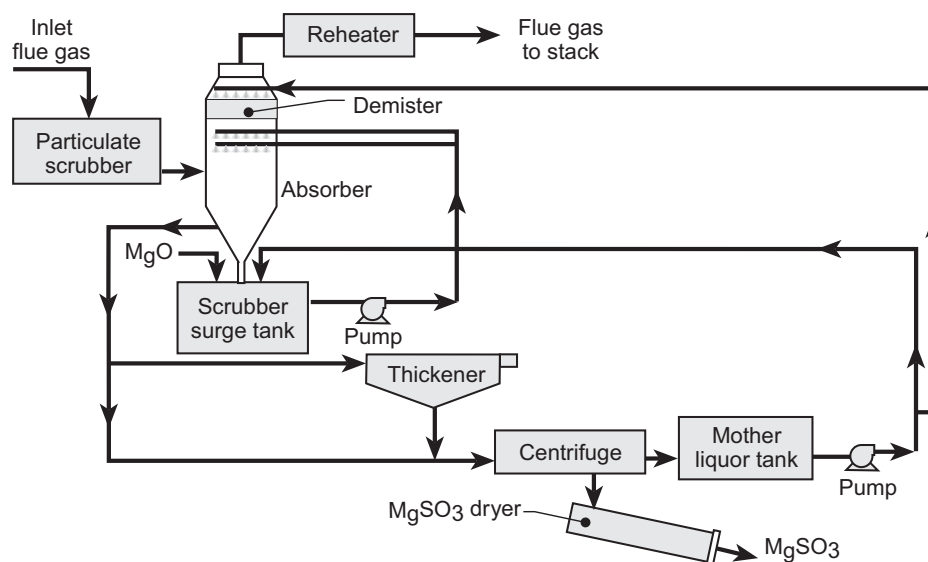 Inlet
flue gas
Reheater
Flue gas
to stack
Demister
Particulate
scrubber
Absorber
MgO
Scrubber
surge tank
Pump
Thickener
Centrifuge
Mother
liquor tank
Pump
MgSO3 dryer
MgSO3